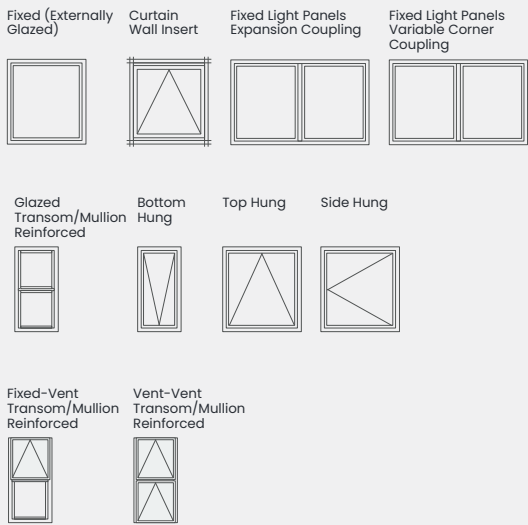 Fixed (Externally
Glazed)
Curtain
Wall Insert
Fixed Light Panels
Expansion Coupling
Fixed Light Panels
Variable Corner
Coupling
Glazed
Transom/Mullion
Reinforced
Bottom
Hung
Top Hung
Side Hung
Fixed-Vent
Transom/Mullion
Reinforced
Vent-Vent
Transom/Mullion
Reinforced